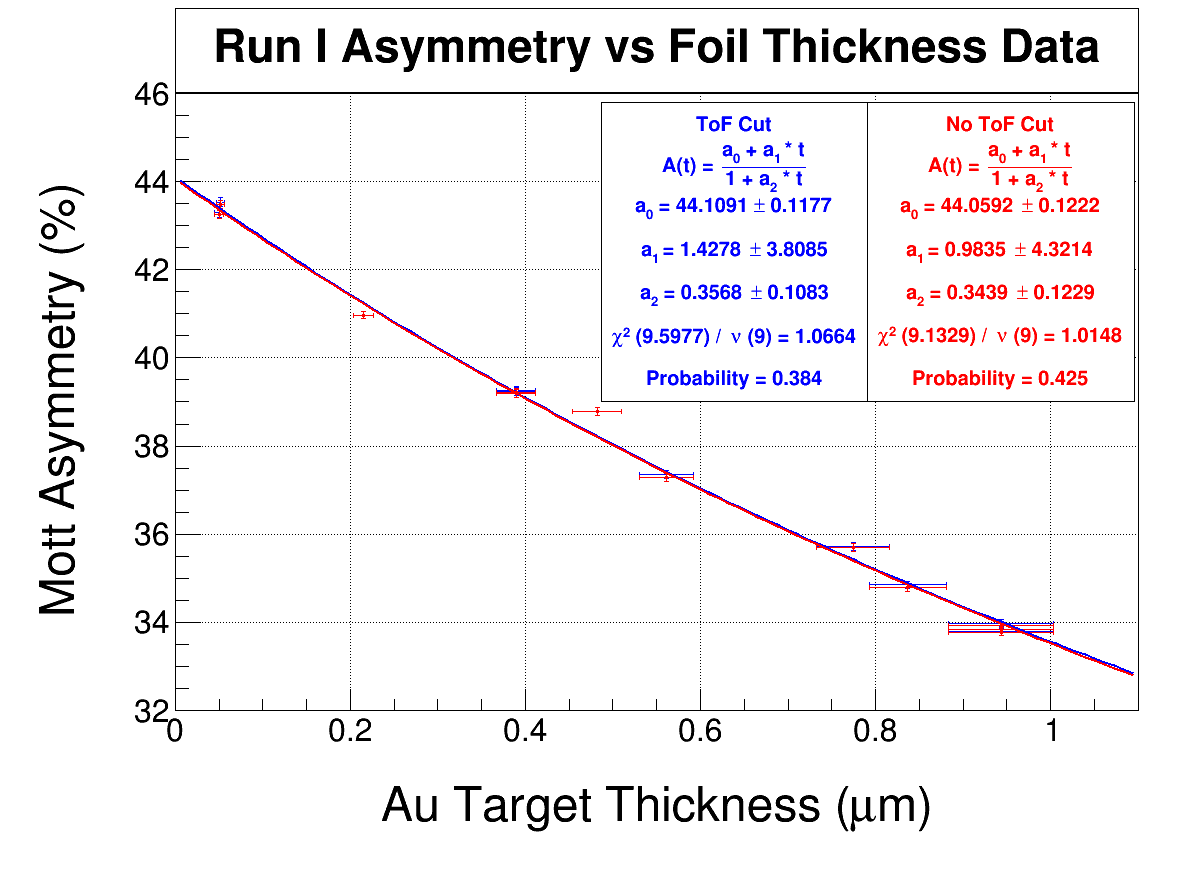 Run I Asymmetry vs Foil Thickness Data
Mott Asymmetry (%)
46
44
42
40
38
36
34
32
0
0.2
0.4
0.6
0.8
1
Au Target Thickness (μm)
ToF Cut
A(t) = a0 + a1 * t
1 + a2 * t
a0 = 44.1091 ± 0.1177
a1 = 1.4278 ± 3.8085
a2 = 0.3568 ± 0.1083
χ² (9.5977) / ν (9) = 1.0664
Probability = 0.384
No ToF Cut
A(t) = a0 + a1 * t
1 + a2 * t
a0 = 44.0592 ± 0.1222
a1 = 0.9835 ± 4.3214
a2 = 0.3439 ± 0.1229
χ² (9.1329) / ν (9) = 1.0148
Probability = 0.425